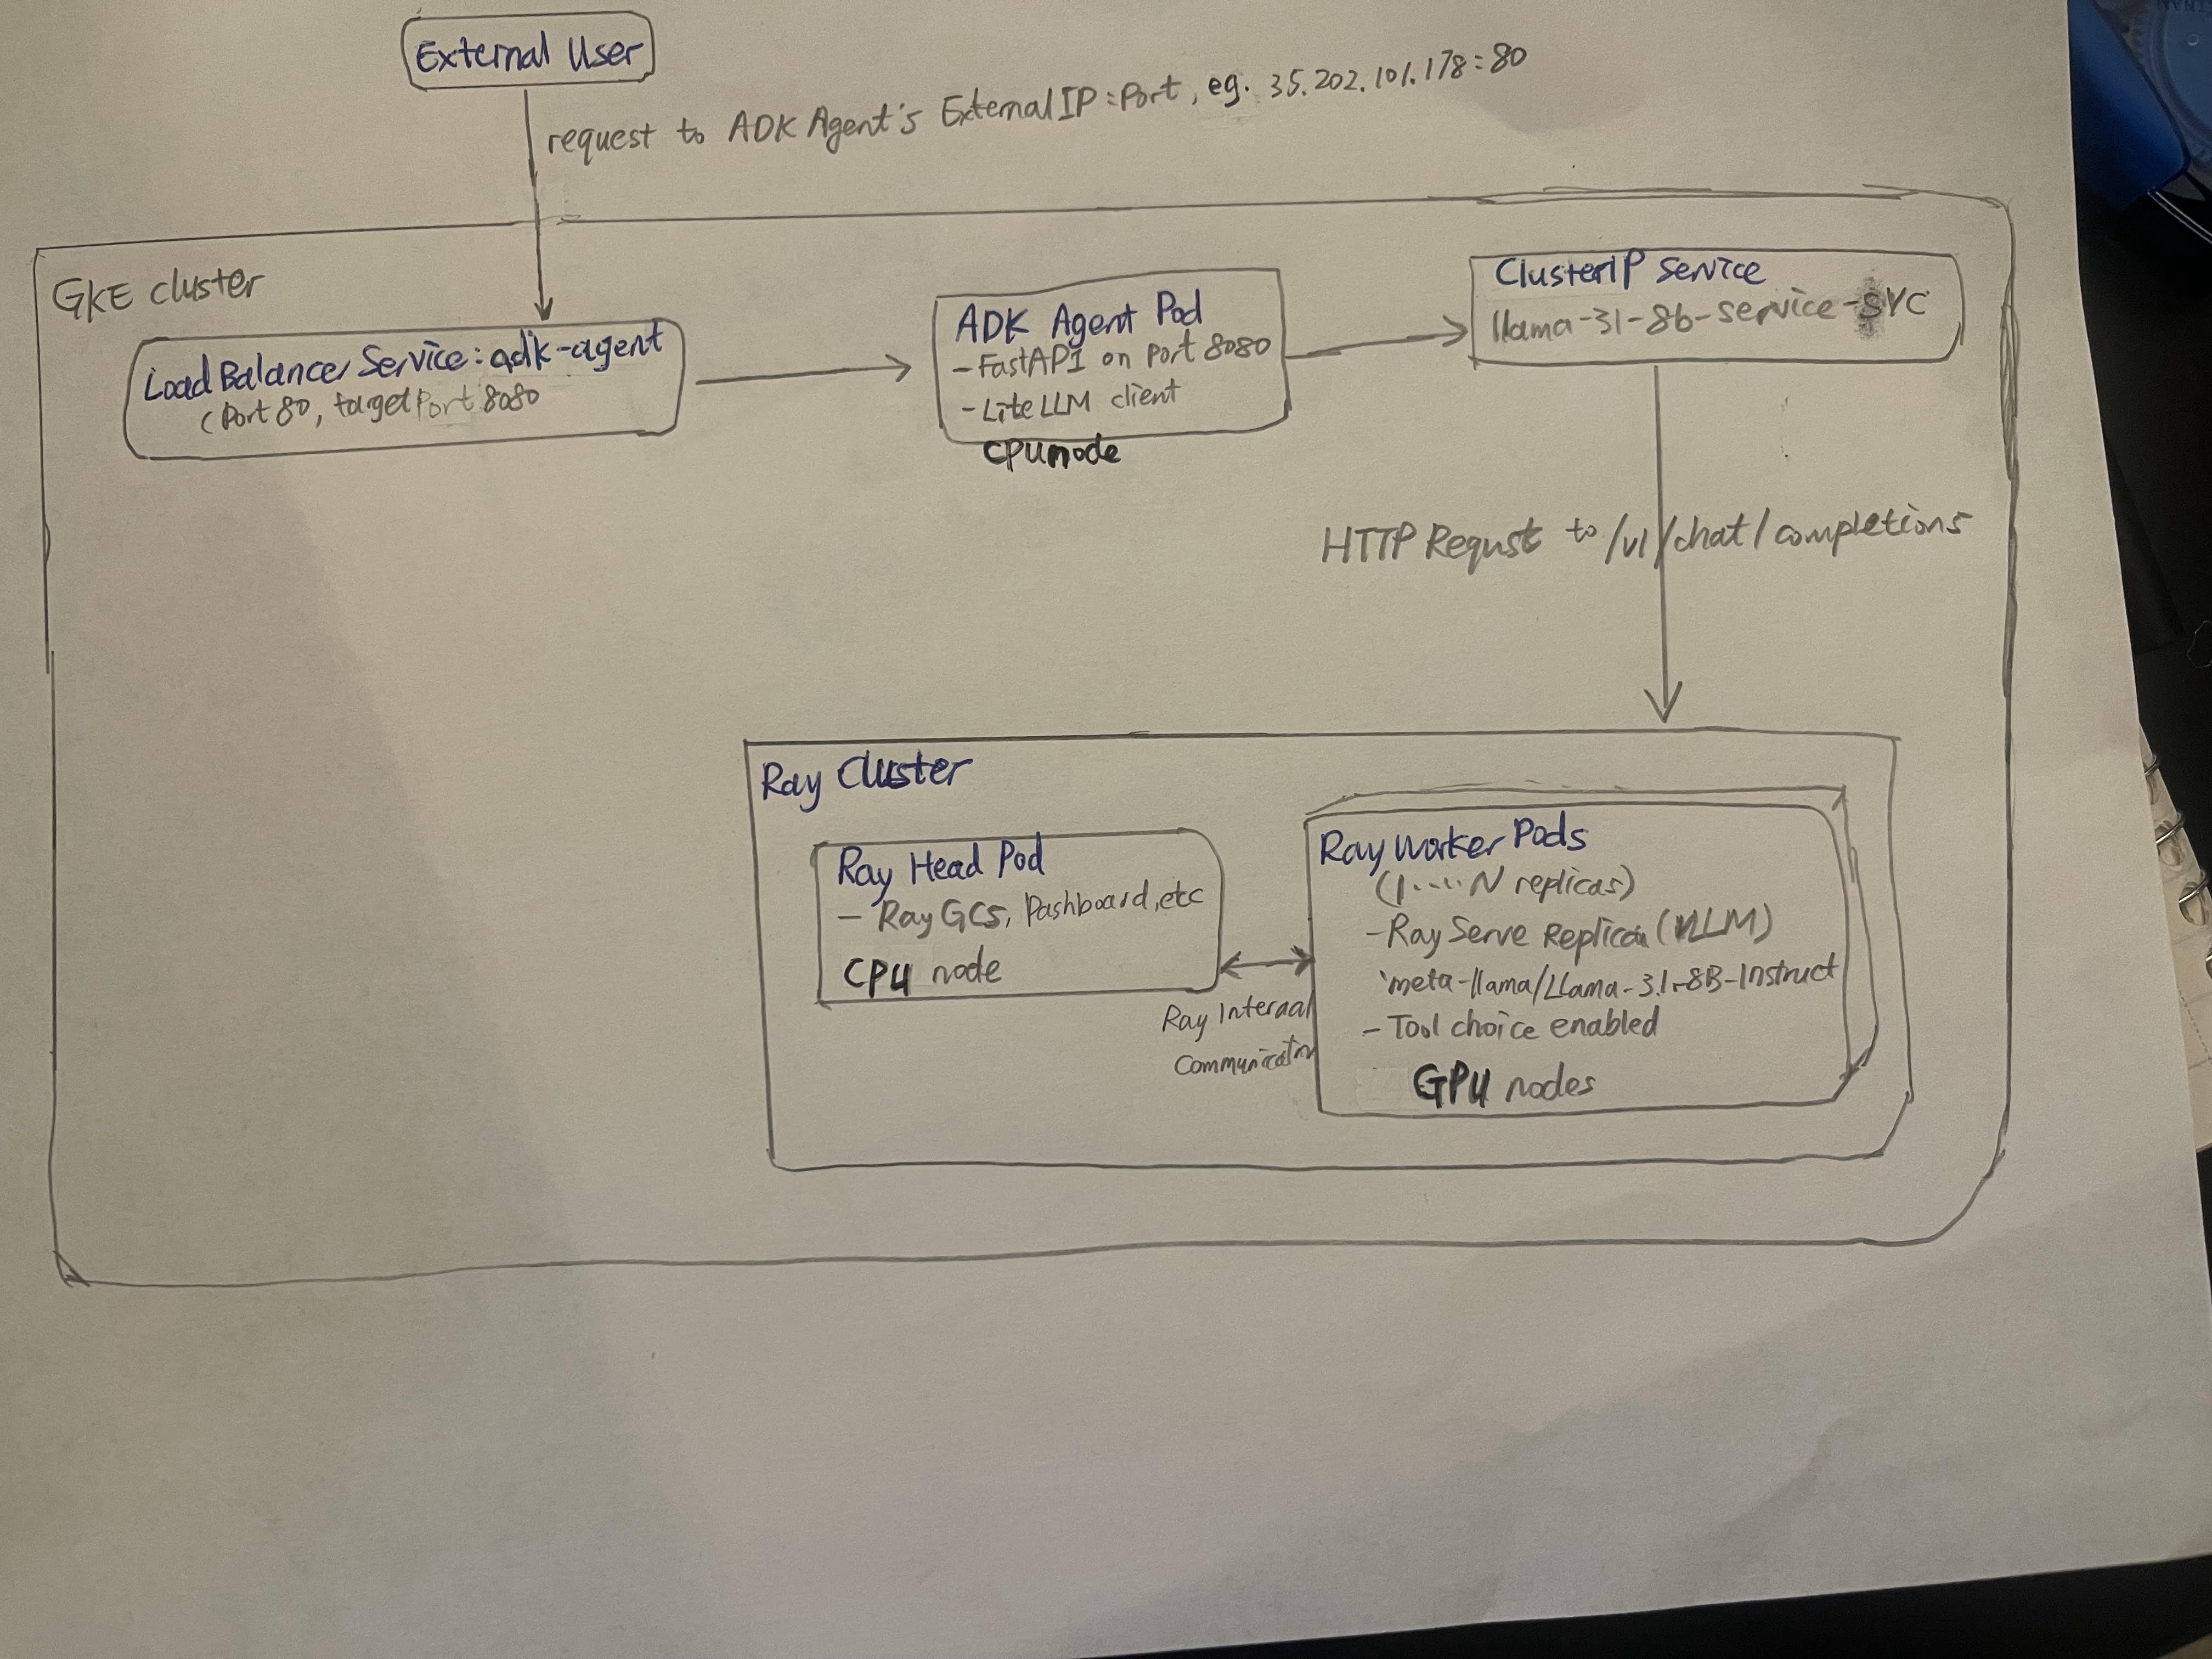 External User
request to ADK Agent's External IP:Port, eg. 35.202.101.178:80
GKE cluster
Load Balancer Service: adk-agent
(Port 80, targetPort 8080
ADK Agent Pod
- FastAPI on port 8080
- LiteLLM client
CPU node
ClusterIP Service
llama-31-8b-service-svc
HTTP Requst to /v1/chat/completions
Ray Cluster
Ray Head Pod
- Ray GCS, Dashboard, etc
CPU node
Ray Internal
Communication
Ray Worker Pods
(1....N replicas)
- Ray Serve Replica (vLLM)
'meta-llama/Llama-3.1-8B-Instruct
- Tool choice enabled
GPU nodes